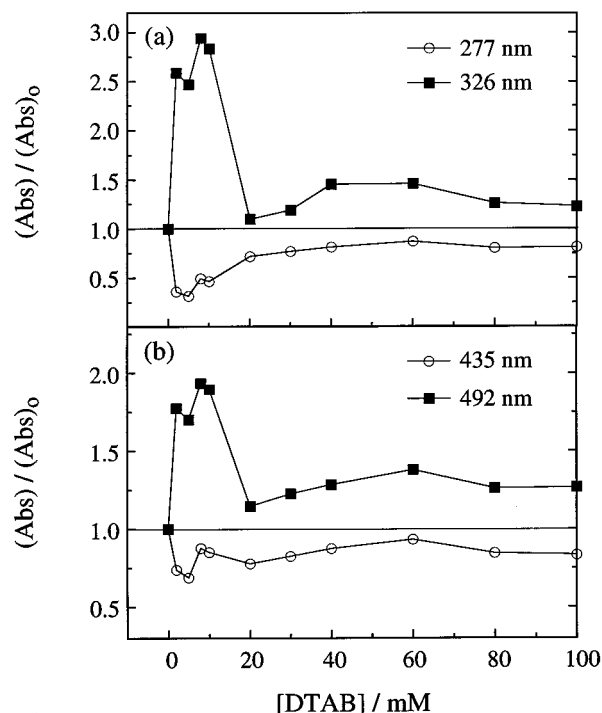 (a)
277 nm
326 nm
3.0
2.5
2.0
1.5
1.0
0.5
(Abs) / (Abs)o
(b)
435 nm
492 nm
2.0
1.5
1.0
0.5
(Abs) / (Abs)o
0 20 40 60 80 100
[DTAB] / mM